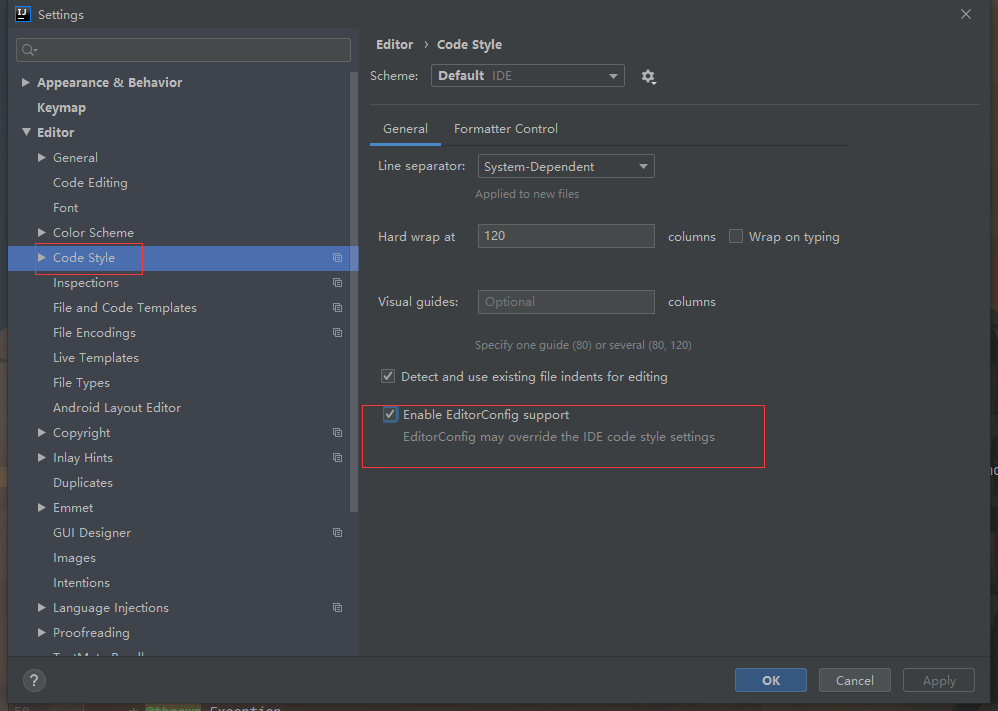 Settings
Appearance & Behavior
Keymap
Editor
General
Code Editing
Font
Color Scheme
Code Style
Inspections
File and Code Templates
File Encodings
Live Templates
File Types
Android Layout Editor
Copyright
Inlay Hints
Duplicates
Emmet
GUI Designer
Images
Intentions
Language Injections
Proofreading
Editor › Code Style
Scheme: Default IDE
General Formatter Control
Line separator: System-Dependent
Applied to new files
Hard wrap at 120 columns Wrap on typing
Visual guides: Optional columns
Specify one guide (80) or several (80, 120)
Detect and use existing file indents for editing
Enable EditorConfig support
EditorConfig may override the IDE code style settings
? OK Cancel Apply